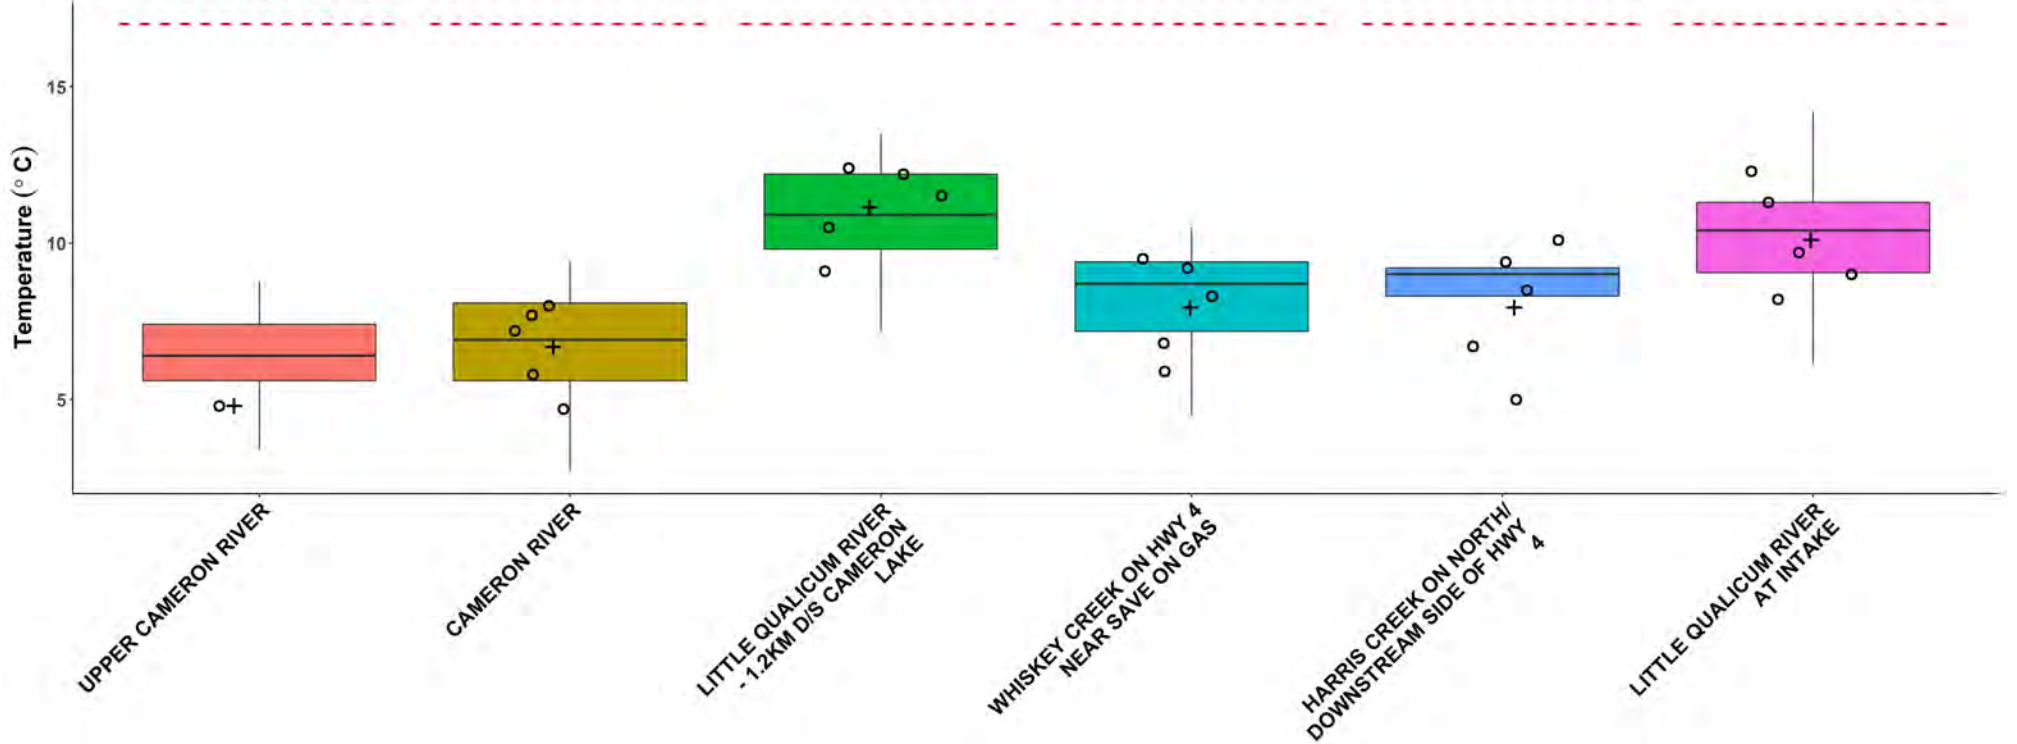 Temperature (° C)
15
10
5
UPPER CAMERON RIVER
CAMERON RIVER
LITTLE QUALICUM RIVER
- 1.2KM D/S CAMERON
LAKE
WHISKEY CREEK ON HWY 4
NEAR SAVE ON GAS
HARRIS CREEK ON NORTH/
DOWNSTREAM SIDE OF HWY
4
LITTLE QUALICUM RIVER
AT INTAKE